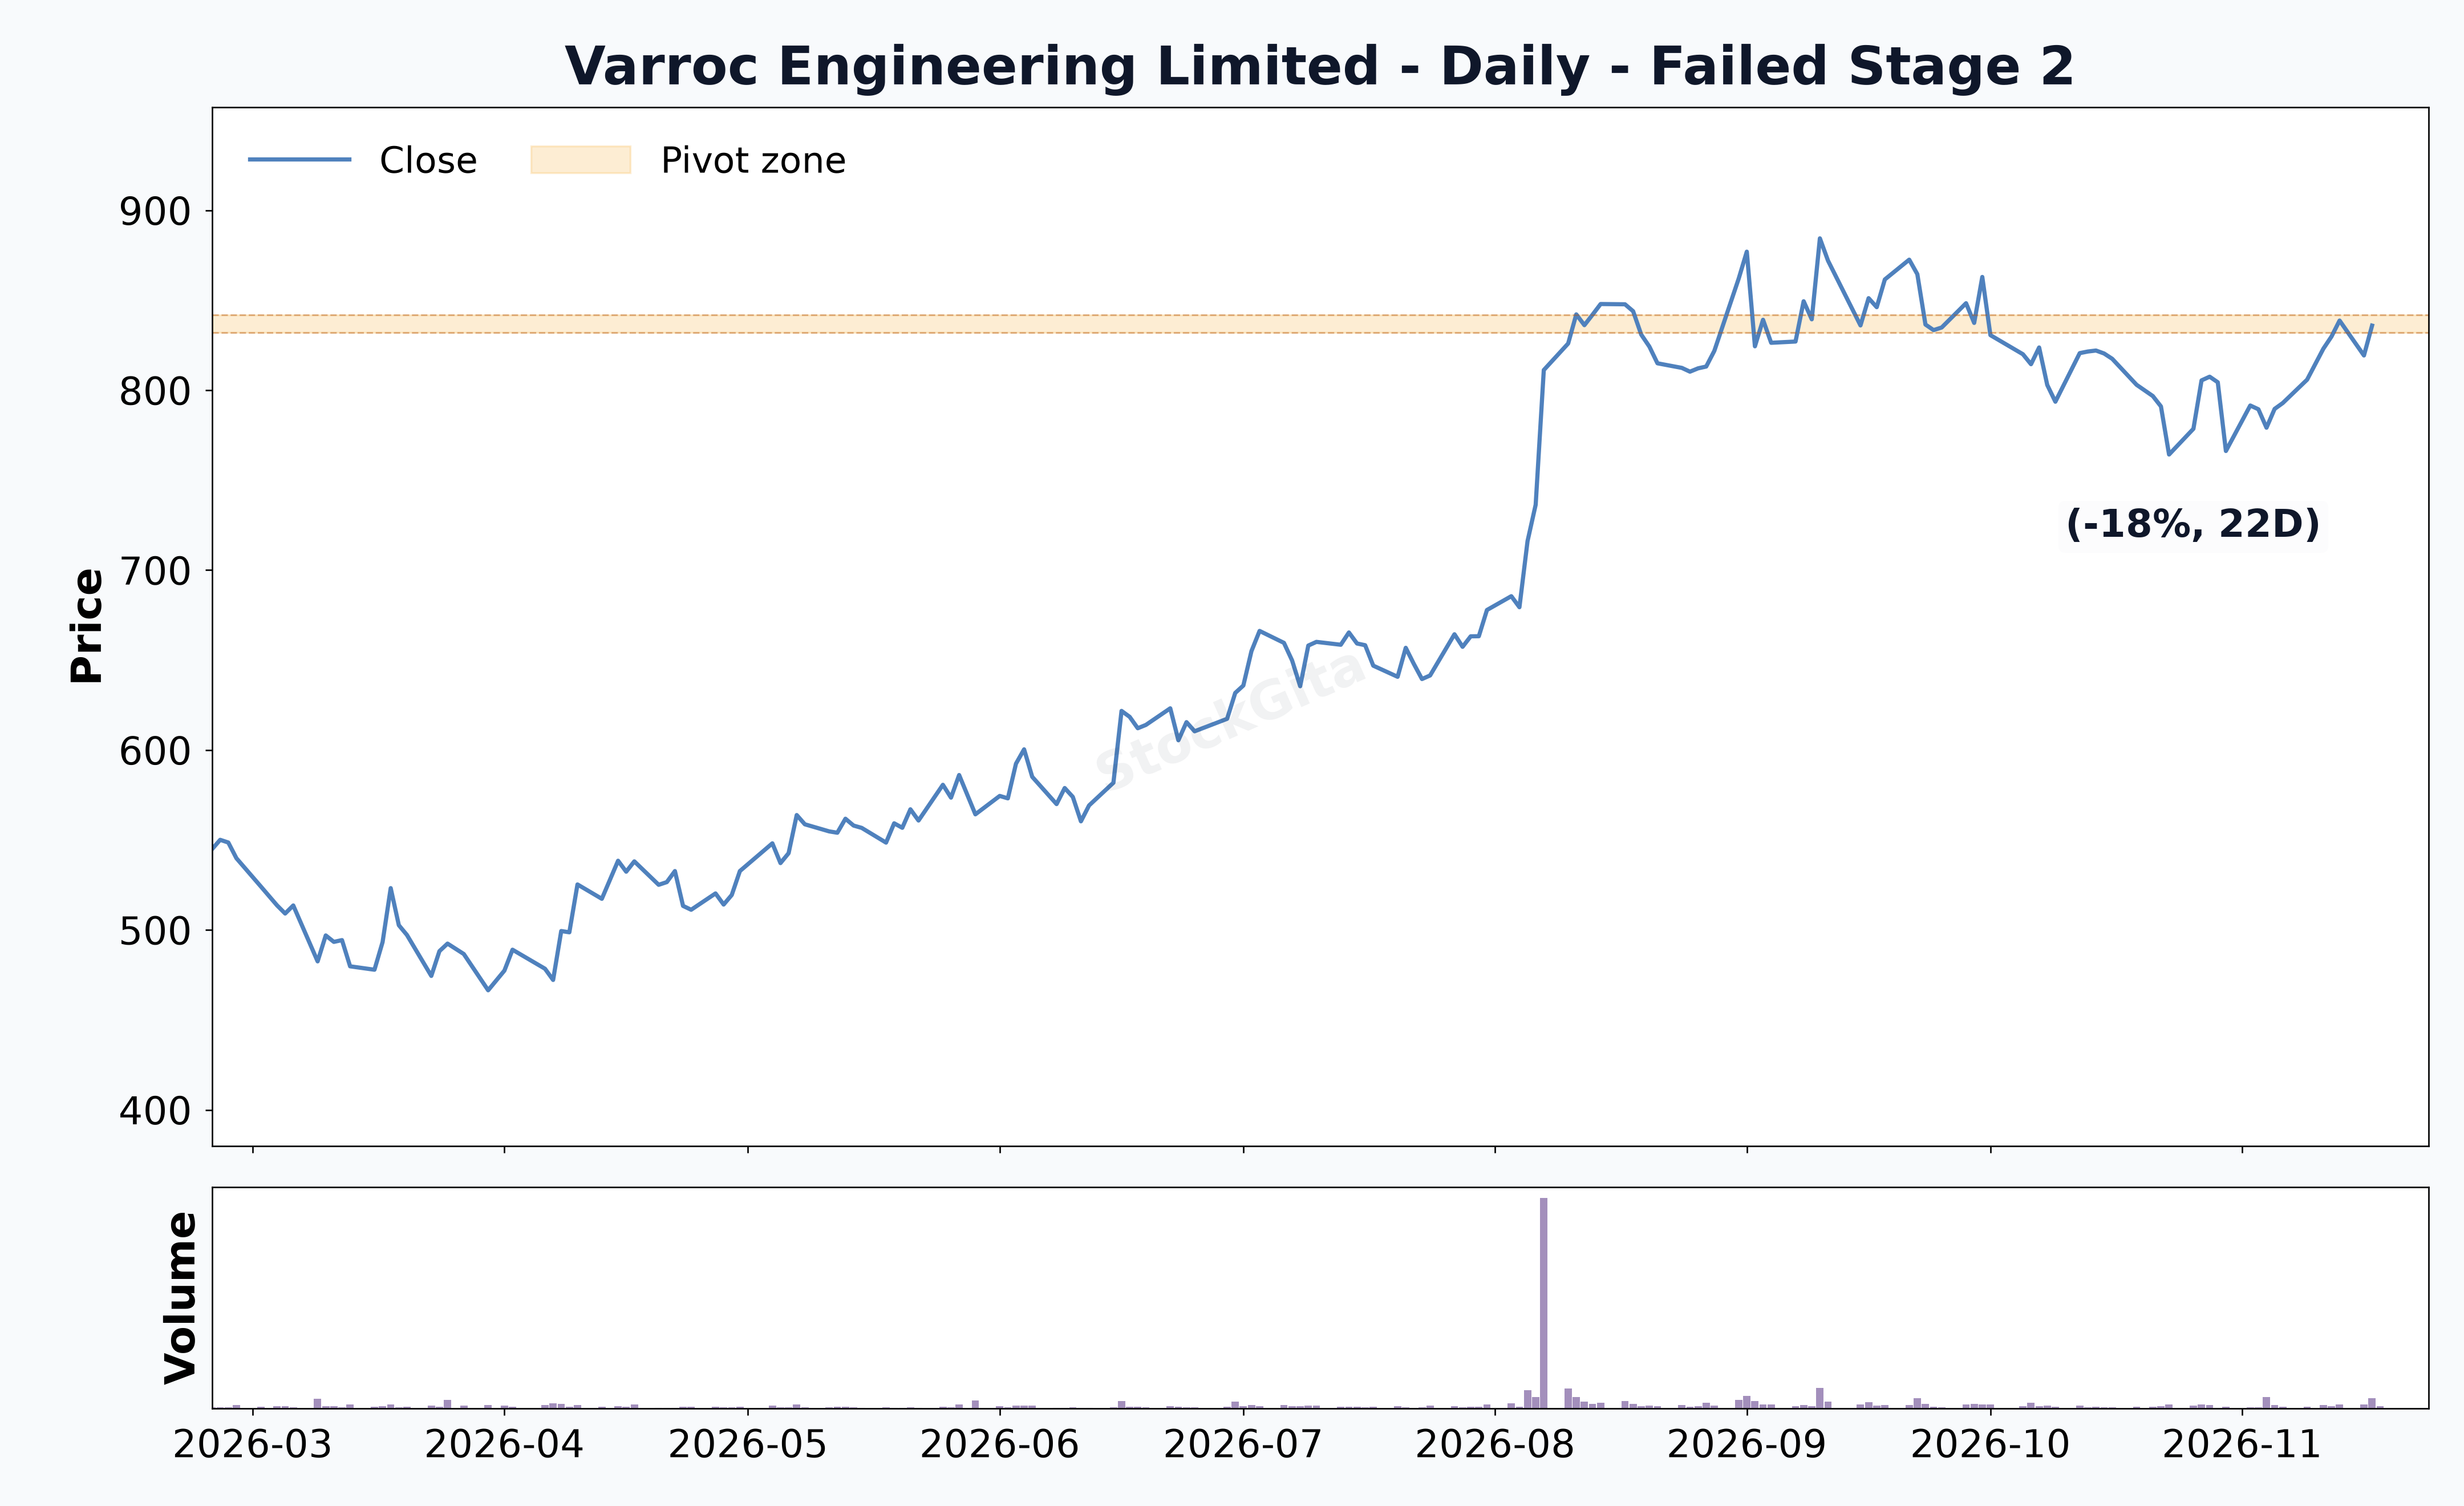 Varroc Engineering Limited - Daily - Failed Stage 2
Close
Pivot zone
900
800
700
600
500
400
Price
(-18%, 22D)
StockGita
Volume
2026-03
2026-04
2026-05
2026-06
2026-07
2026-08
2026-09
2026-10
2026-11